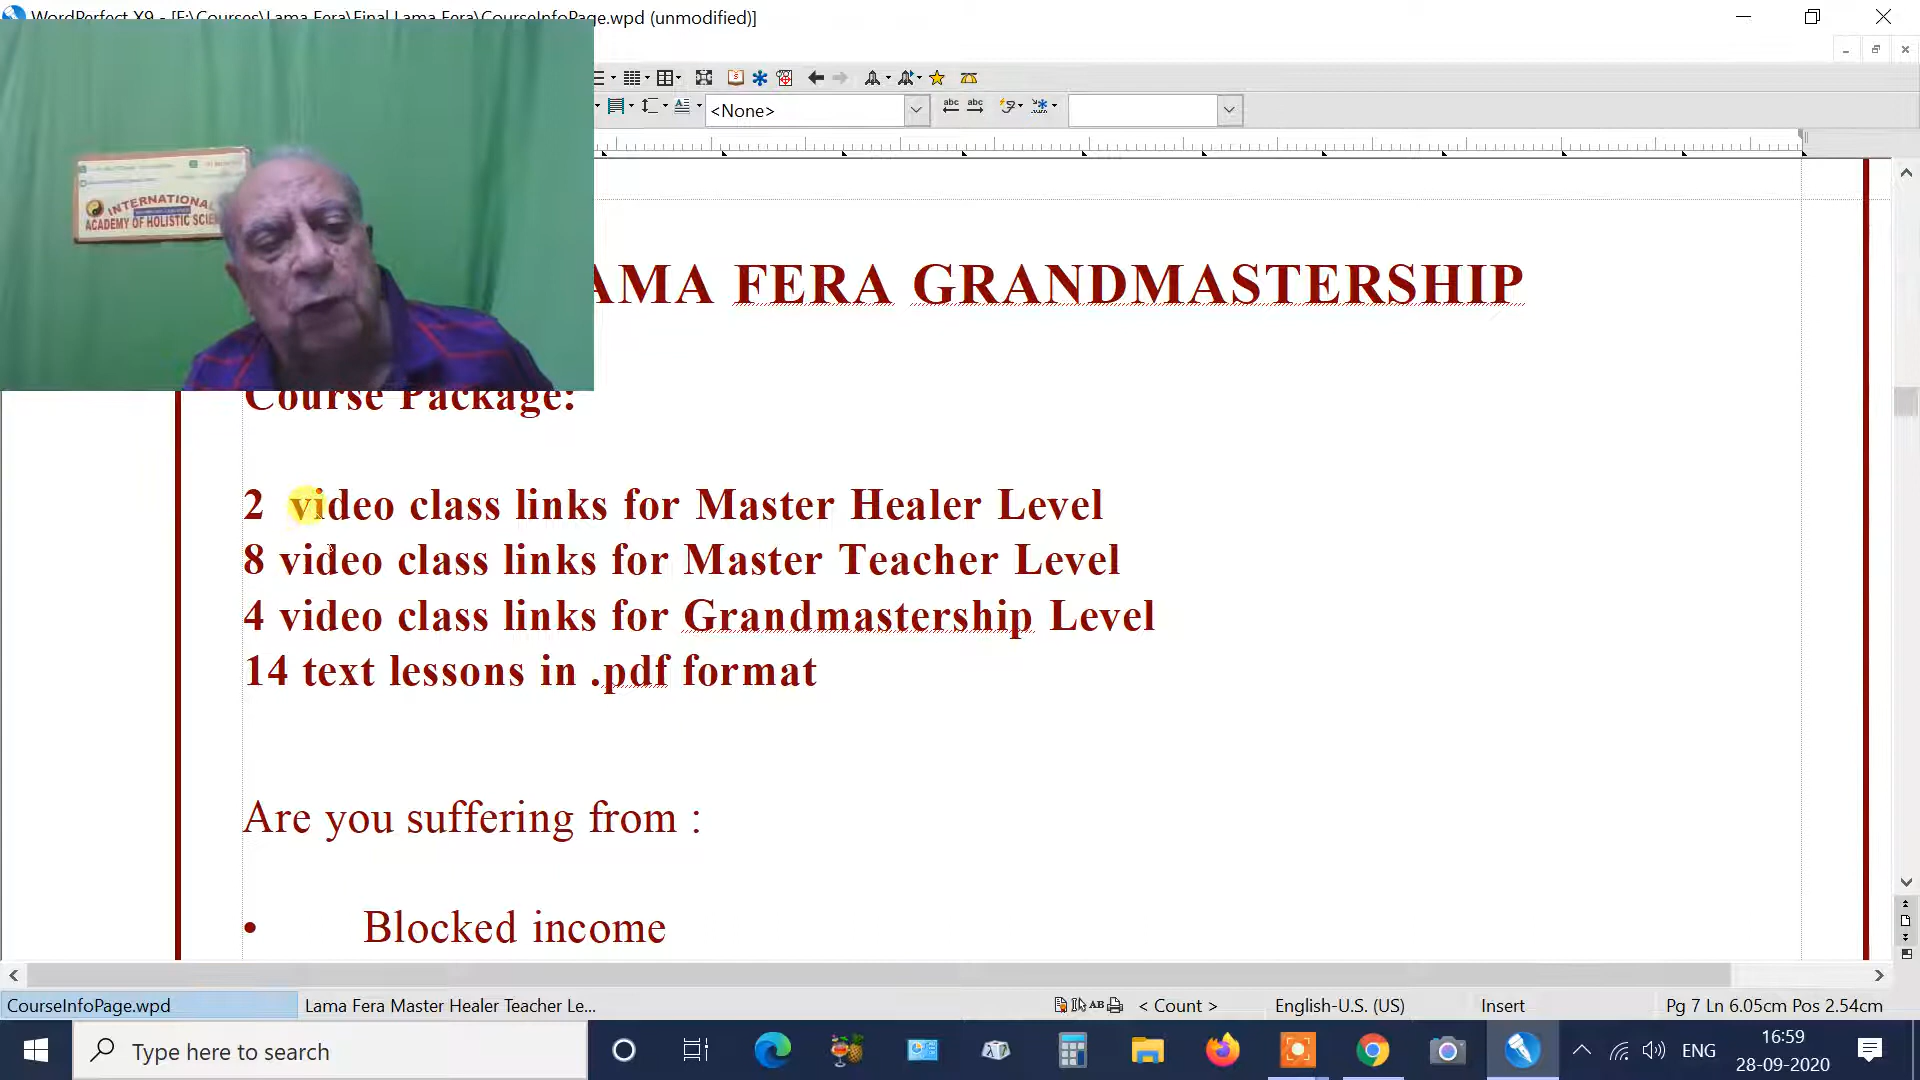 WordPerfect X9 - [F:\Courses\Lama Fera\Final Lama Fera\CourseInfoPage.wpd (unmodified)]
<None>
INTERNATIONAL
ACADEMY OF HOLISTIC SCIEN
AMA FERA GRANDMASTERSHIP
Course Package:
2 video class links for Master Healer Level
8 video class links for Master Teacher Level
4 video class links for Grandmastership Level
14 text lessons in .pdf format
Are you suffering from :
• Blocked income
CourseInfoPage.wpd
Lama Fera Master Healer Teacher Le...
AB
< Count >
English-U.S. (US)
Insert
Pg 7 Ln 6.05cm Pos 2.54cm
Type here to search
ENG
16:59
28-09-2020